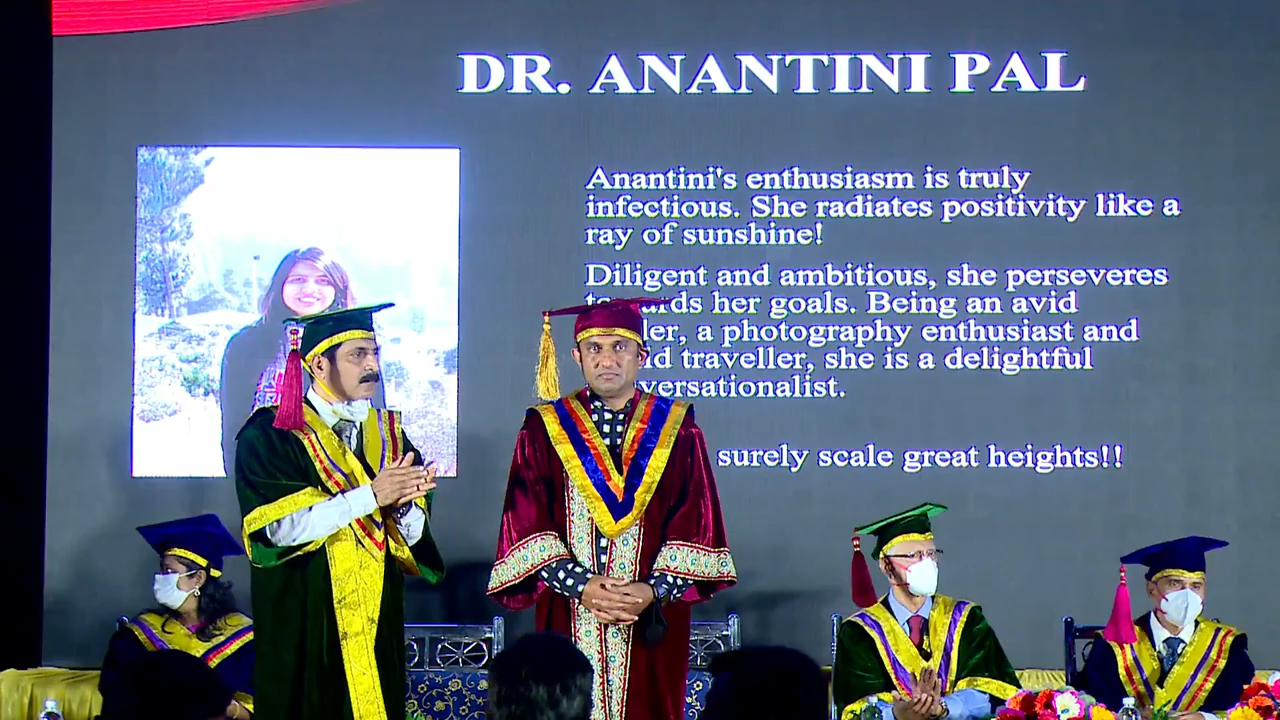 DR. ANANTINI PAL
Anantini's enthusiasm is truly
infectious. She radiates positivity like a
ray of sunshine!
Diligent and ambitious, she perseveres
her goals. Being an avid
a photography enthusiasm and
traveller, she is a delightful
surely scale great heights!!